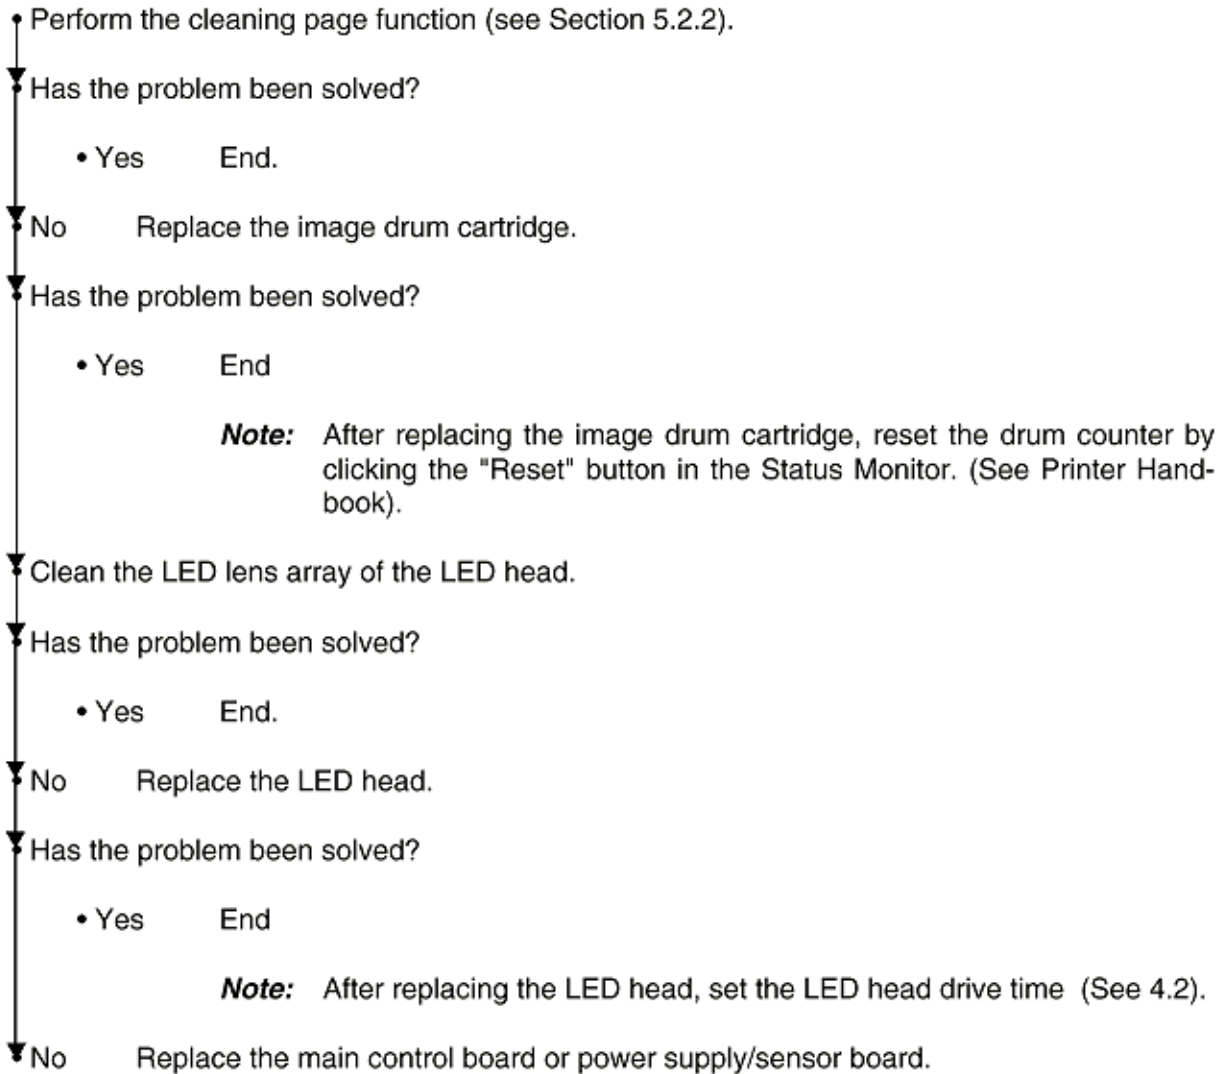 • Perform the cleaning page function (see Section 5.2.2).
• Has the problem been solved?
• Yes End.
• No Replace the image drum cartridge.
• Has the problem been solved?
• Yes End
Note: After replacing the image drum cartridge, reset the drum counter by
clicking the "Reset" button in the Status Monitor. (See Printer Hand-
book).
• Clean the LED lens array of the LED head.
• Has the problem been solved?
• Yes End.
• No Replace the LED head.
• Has the problem been solved?
• Yes End
Note: After replacing the LED head, set the LED head drive time (See 4.2).
• No Replace the main control board or power supply/sensor board.